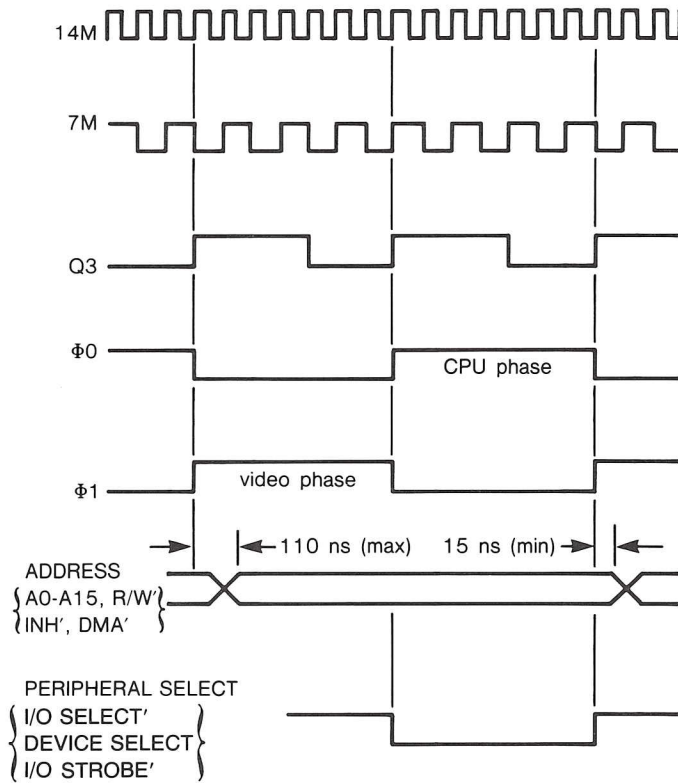 14M
7M
Q3
Φ0
CPU phase
Φ1
video phase
110 ns (max) 15 ns (min)
ADDRESS
A0-A15, R/W′
INH′, DMA′
PERIPHERAL SELECT
I/O SELECT′
DEVICE SELECT
I/O STROBE′